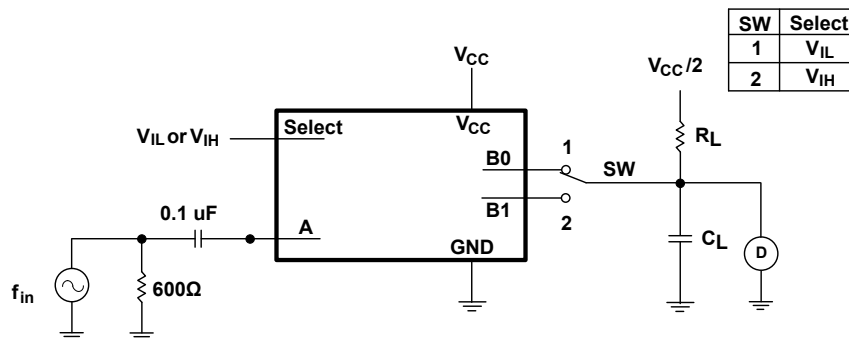 SW Select
1 VIL
2 VIH
VCC
VCC/2
Select
VCC
VIL or VIH
RL
B0
1
SW
B1
2
0.1 uF
A
GND
CL
D
fin
600Ω